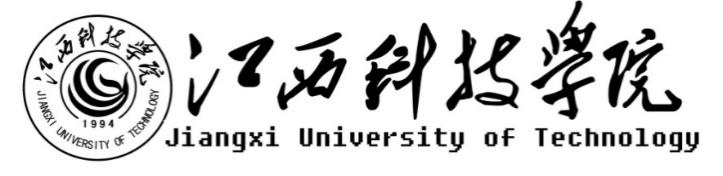 江西科技学院
JIANGXI UNIVERSITY OF TECHNOLOGY
1994
江西科技学院
Jiangxi University of Technology